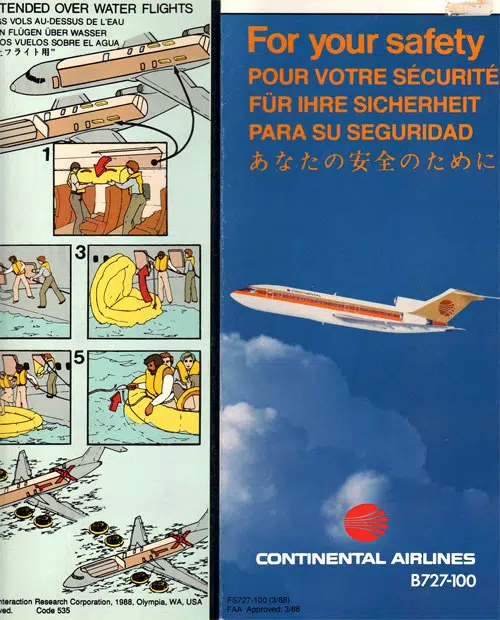 TENDED OVER WATER FLIGHTS
SS VOLS AU-DESSUS DE L'EAU
N FLÜGEN ÜBER WASSER
OS VUELOS SOBRE EL AGUA
フライト用"
1
3
5
nteraction Research Corporation, 1988, Olympia, WA, USA
ved. Code 535
For your safety
POUR VOTRE SÉCURITÉ
FÜR IHRE SICHERHEIT
PARA SU SEGURIDAD
あなたの安全のために
CONTINENTAL AIRLINES
B727-100
FS727-100 (3/88)
FAA Approved: 3/88